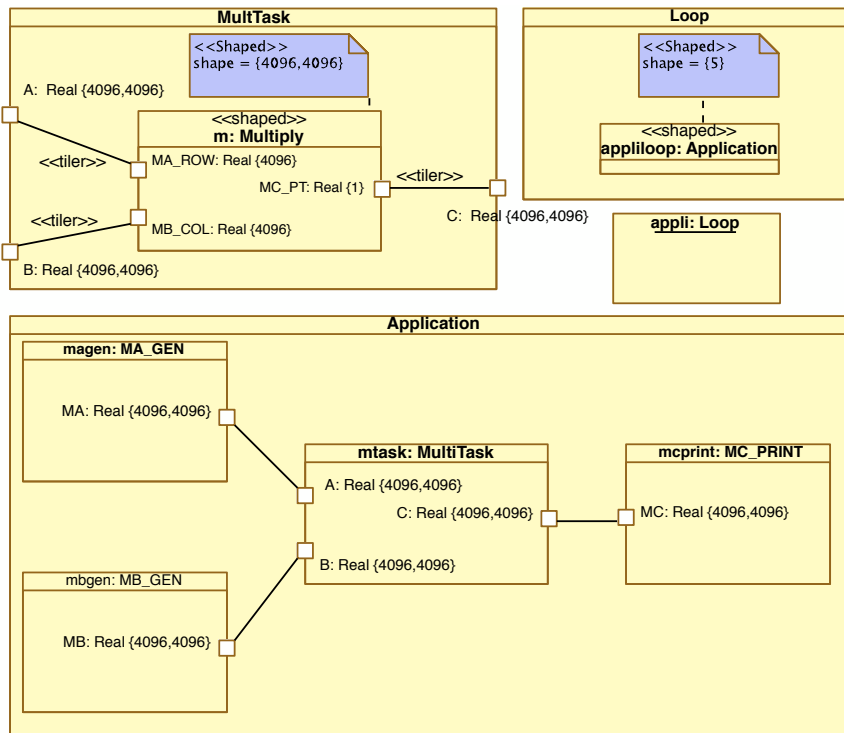 MultTask
<<Shaped>>
shape = {4096,4096}
A:  Real {4096,4096}
<<shaped>>
m: Multiply
<<tiler>>
MA_ROW: Real {4096}
MC_PT: Real {1}
<<tiler>>
<<tiler>>
MB_COL: Real {4096}
C:  Real {4096,4096}
B: Real {4096,4096}
Loop
<<Shaped>>
shape = {5}
<<shaped>>
appliloop: Application
appli: Loop
Application
magen: MA_GEN
MA: Real {4096,4096}
mtask: MultiTask
A: Real {4096,4096}
C: Real {4096,4096}
B: Real {4096,4096}
mcprint: MC_PRINT
MC: Real {4096,4096}
mbgen: MB_GEN
MB: Real {4096,4096}